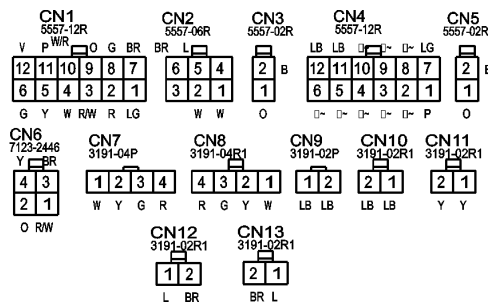 CN1 CN2 CN3 CN4 CN5
5557-12R 5557-06R 5557-02R 5557-12R 5557-02R
V P W/R O G BR BR L LB LB □~ □~ □~ LG
12 11 10 9 8 7 6 5 4 2 B 12 11 10 9 8 7 2 B
6 5 4 3 2 1 3 2 1 1 6 5 4 3 2 1 1
G Y W R/W R LG W W O □~ □~ □~ □~ P O
CN6 CN7 CN8 CN9 CN10 CN11
7123-2446 3191-04P 3191-04R1 3191-02P 3191-02R1 3191-02R1
Y BR
4 3 1 2 3 4 4 3 2 1 1 2 2 1 2 1
2 1 W Y G R R G Y W LB LB LB LB Y Y
O R/W
CN12 CN13
3191-02R1 3191-02R1
1 2 2 1
L BR BR L